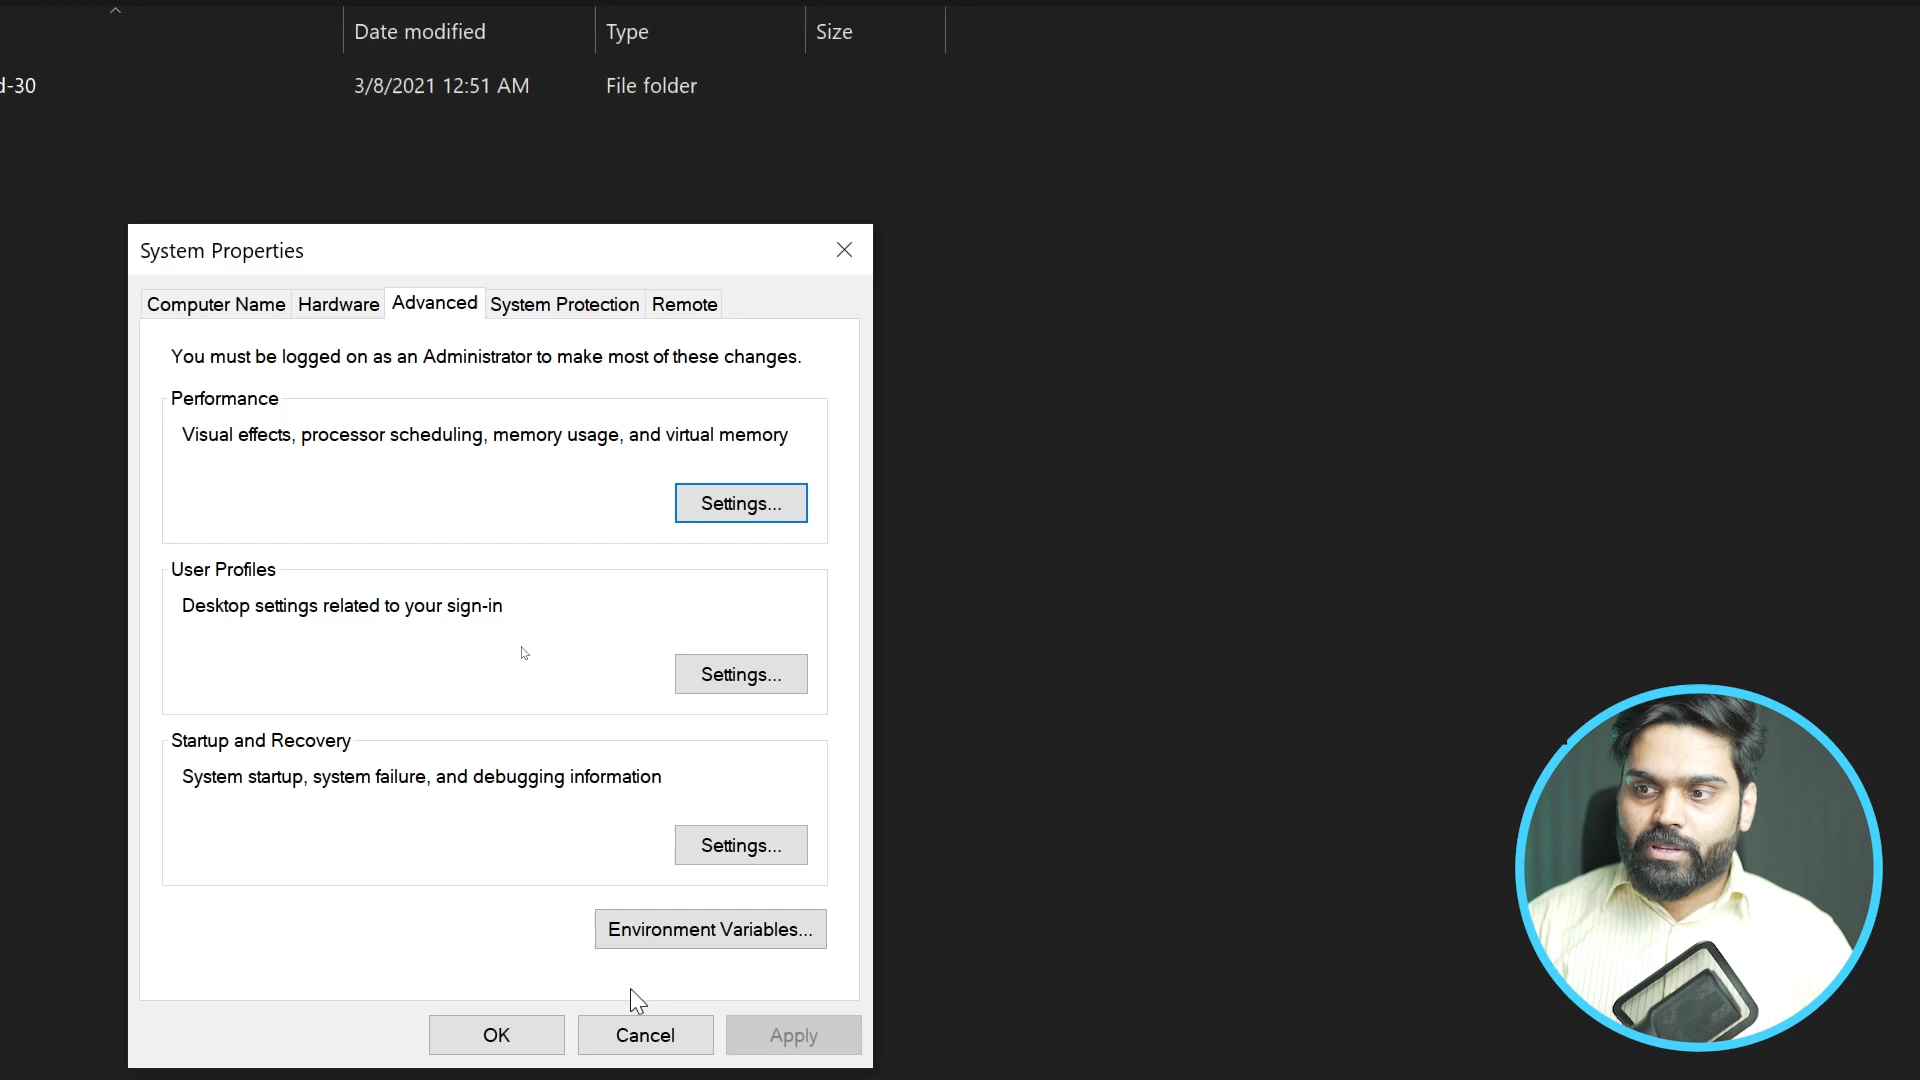 Date modified Type Size
d-30 3/8/2021 12:51 AM File folder
System Properties
Computer Name Hardware Advanced System Protection Remote
You must be logged on as an Administrator to make most of these changes.
Performance
Visual effects, processor scheduling, memory usage, and virtual memory
Settings...
User Profiles
Desktop settings related to your sign-in
Settings...
Startup and Recovery
System startup, system failure, and debugging information
Settings...
Environment Variables...
OK Cancel Apply